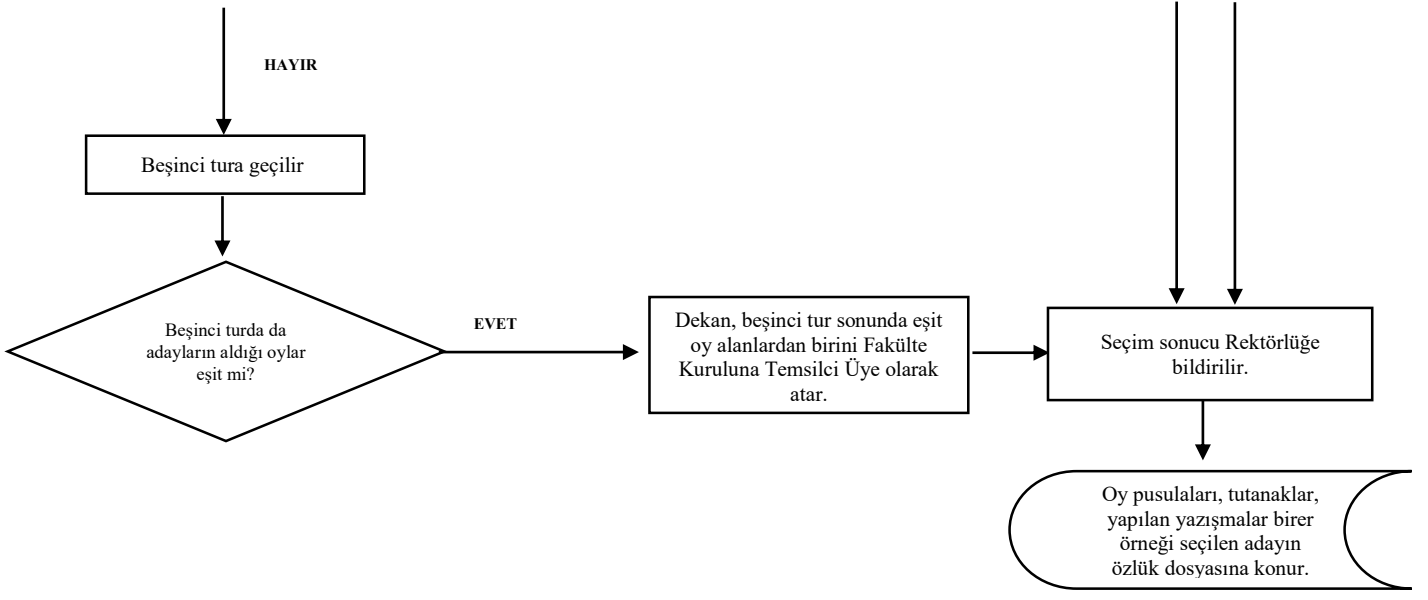 HAYIR
Beşinci tura geçilir
Beşinci turda da
adayların aldığı oylar
eşit mi?
EVET
Dekan, beşinci tur sonunda eşit
oy alanlardan birini Fakülte
Kuruluna Temsilci Üye olarak
atar.
Seçim sonucu Rektörlüğe
bildirilir.
Oy pusulaları, tutanaklar,
yapılan yazışmalar birer
örneği seçilen adayın
özlük dosyasına konur.